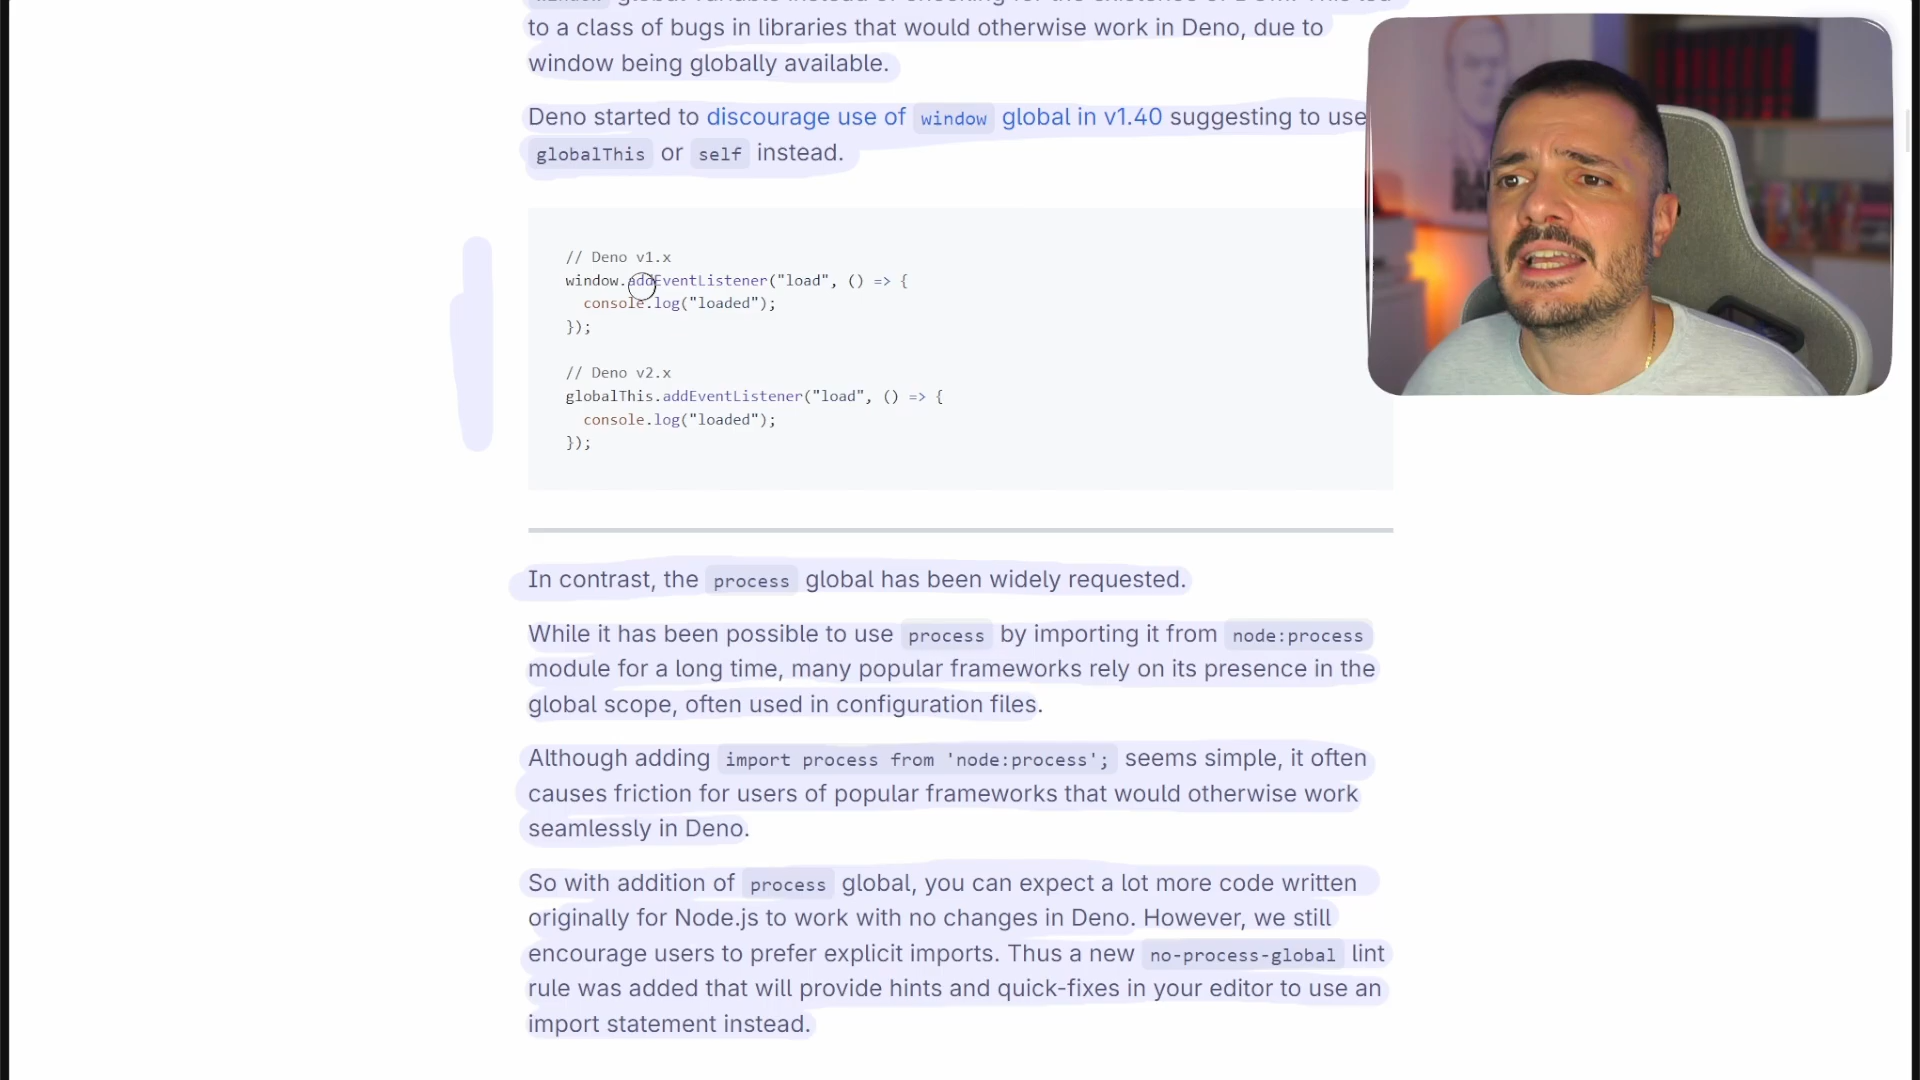 to a class of bugs in libraries that would otherwise work in Deno, due to
window being globally available.
Deno started to discourage use of window global in v1.40 suggesting to use
globalThis or self instead.
// Deno v1.x
window.addEventListener("load", () => {
console.log("loaded");
});
// Deno v2.x
globalThis.addEventListener("load", () => {
console.log("loaded");
});
In contrast, the process global has been widely requested.
While it has been possible to use process by importing it from node:process
module for a long time, many popular frameworks rely on its presence in the
global scope, often used in configuration files.
Although adding import process from 'node:process'; seems simple, it often
causes friction for users of popular frameworks that would otherwise work
seamlessly in Deno.
So with addition of process global, you can expect a lot more code written
originally for Node.js to work with no changes in Deno. However, we still
encourage users to prefer explicit imports. Thus a new no-process-global lint
rule was added that will provide hints and quick-fixes in your editor to use an
import statement instead.